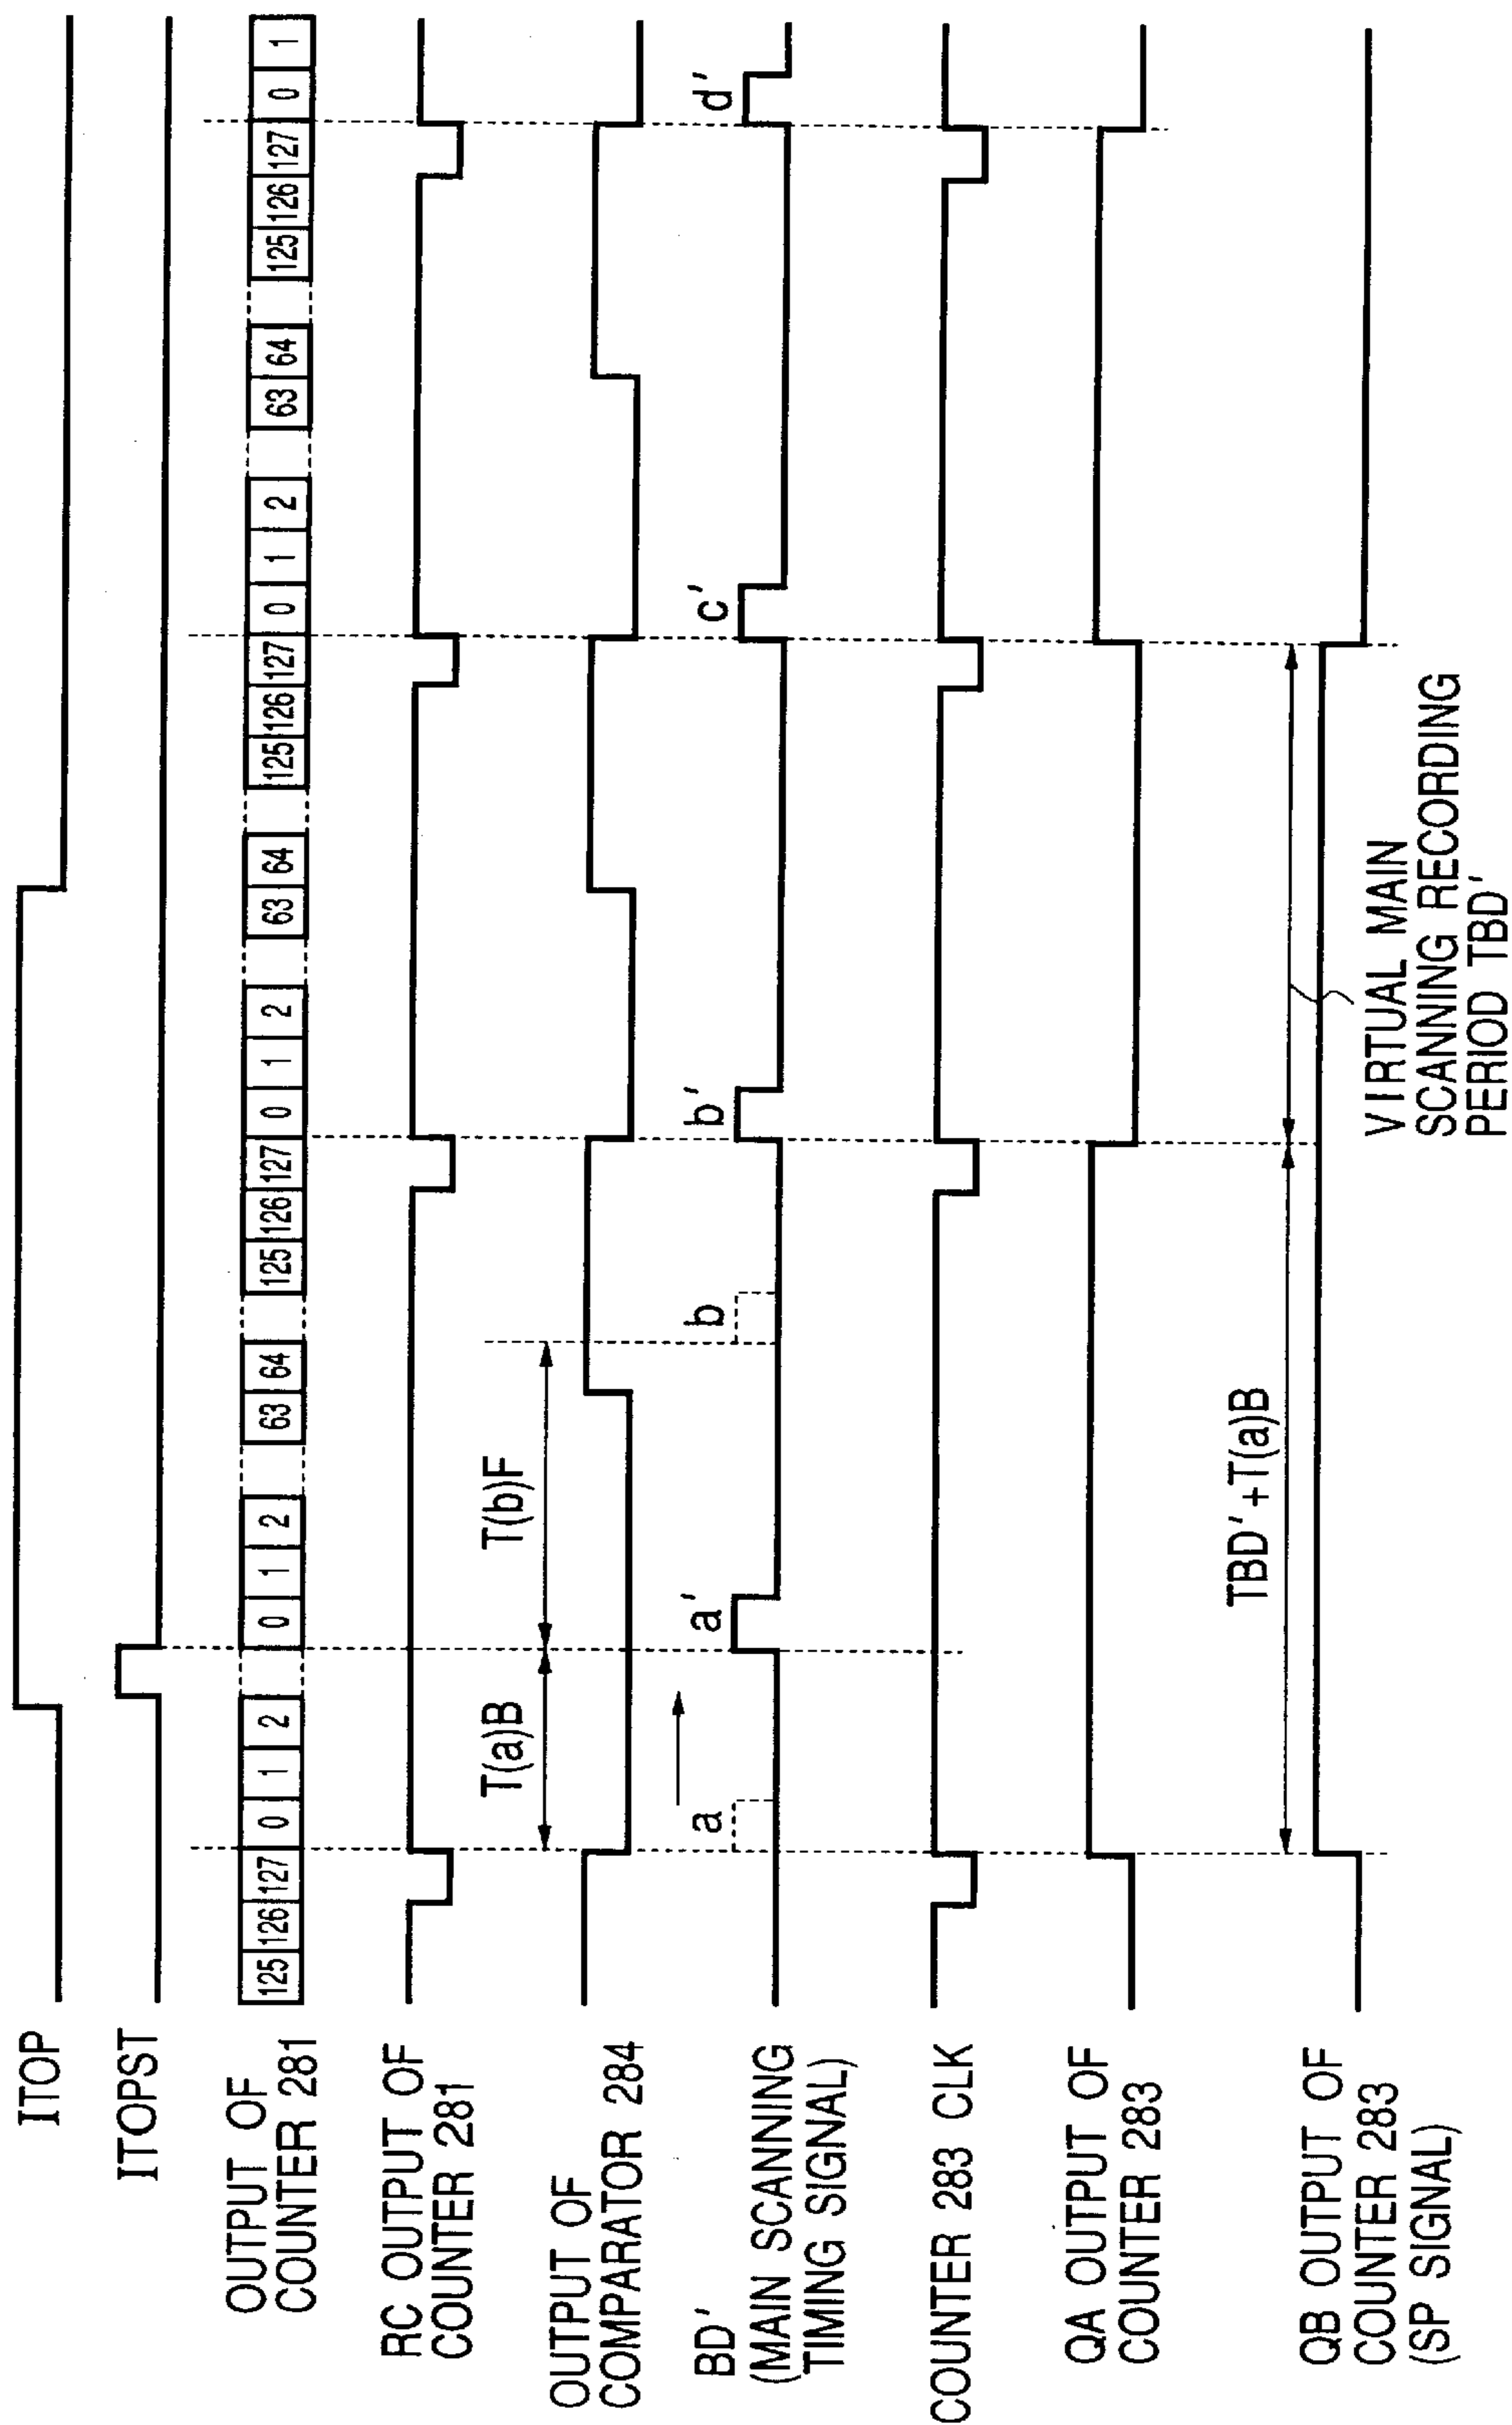 ITOP
ITOPST
OUTPUT OF
COUNTER 281
125 126 127 0 1 2 0 1 2 63 64 125 126 127 0 1 2 63 64 125 126 127 0 1 2 63 64 125 126 127 0 1
RC OUTPUT OF
COUNTER 281
T(a)B T(b)F
OUTPUT OF
COMPARATOR 284
BD'
(MAIN SCANNING
TIMING SIGNAL)
a a' b b' c' d'
COUNTER 283 CLK
QA OUTPUT OF
COUNTER 283
TBD'+T(a)B
QB OUTPUT OF
COUNTER 283
(SP SIGNAL)
VIRTUAL MAIN
SCANNING RECORDING
PERIOD TBD'